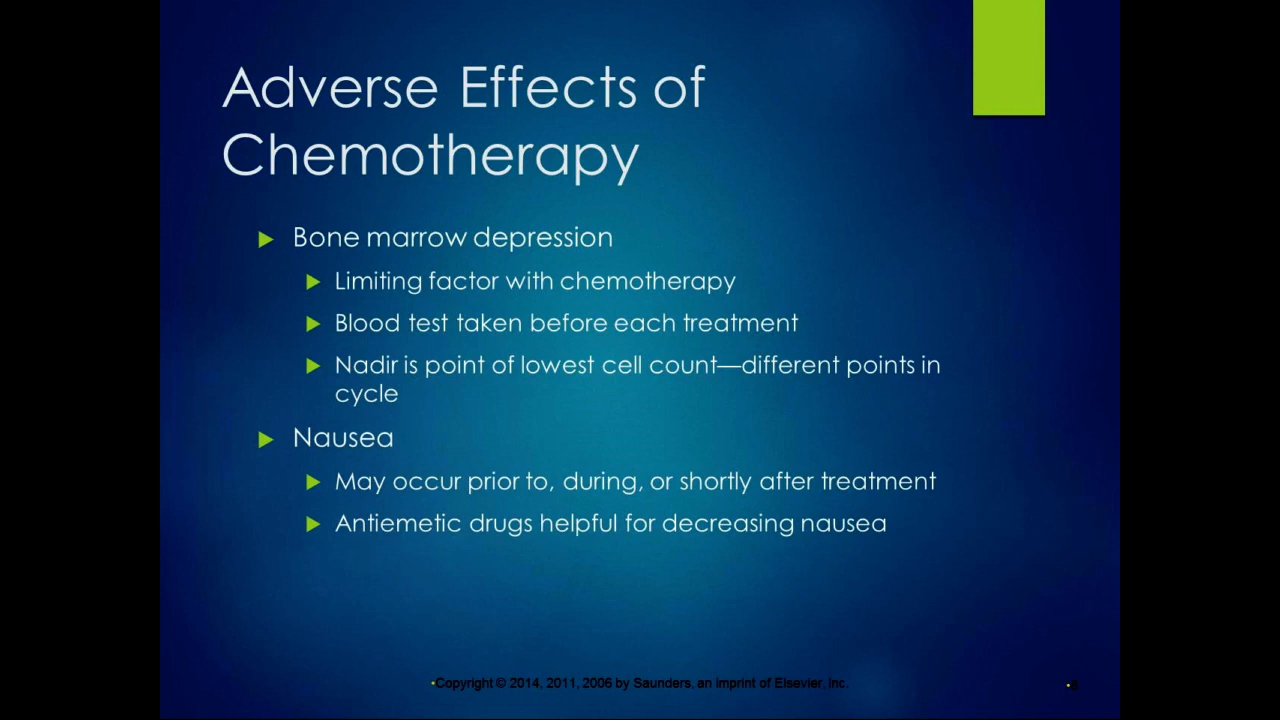 Adverse Effects of
Chemotherapy
Bone marrow depression
Limiting factor with chemotherapy
Blood test taken before each treatment
Nadir is point of lowest cell count—different points in
cycle
Nausea
May occur prior to, during, or shortly after treatment
Antiemetic drugs helpful for decreasing nausea
•Copyright © 2014, 2011, 2006 by Saunders, an imprint of Elsevier, Inc.